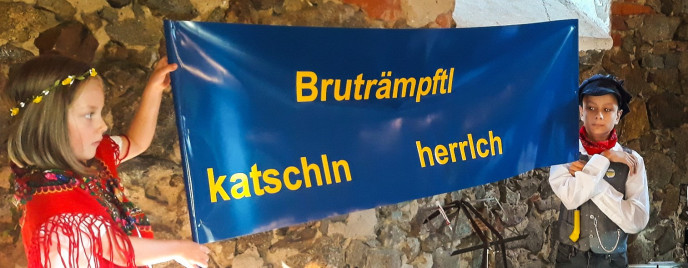 Bruträmpftl
katschln herrlch